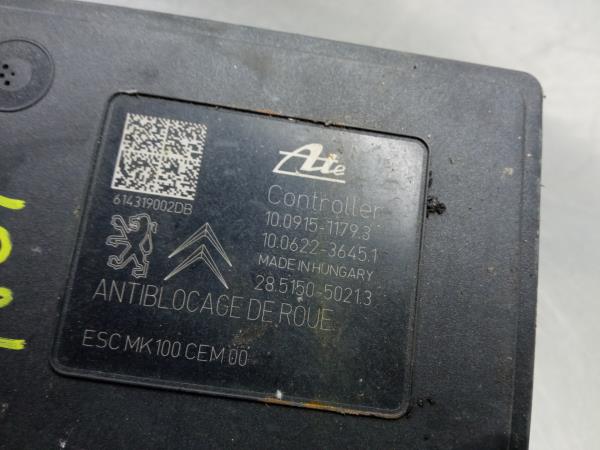 Ate
614319002DB
Controller
10.0915-1179.3
10.0622-3645.1
MADE IN HUNGARY
28.5150-5021.3
ANTIBLOCAGE DE ROUE
ESC MK100 CEM 00